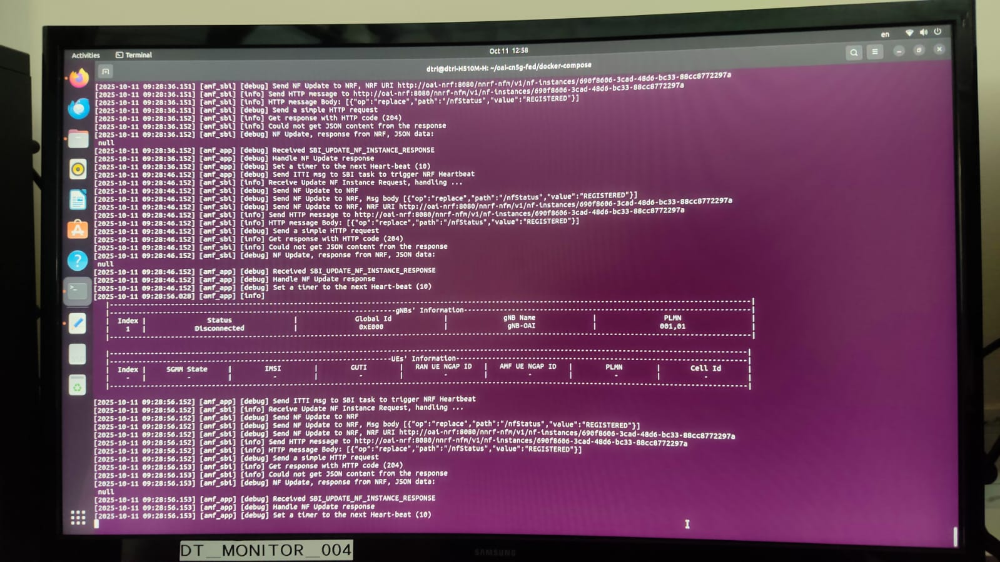 en
Activities
Terminal
Oct 11 12:58
dtri@dtri-H510M-H: ~/oai-cn5g-fed/docker-compose
[2025-10-11 09:28:36.151] [amf_sbi] [debug] Send NF Update to NRF, NRF URI http://oai-nrf:8080/nnrf-nfm/v1/nf-instances/690f8606-3cad-48d6-bc33-88cc8772297a
[2025-10-11 09:28:36.151] [amf_sbi] [info] Send HTTP message to http://oai-nrf:8080/nnrf-nfm/v1/nf-instances/690f8606-3cad-48d6-bc33-88cc8772297a
[2025-10-11 09:28:36.151] [amf_sbi] [info] HTTP message Body: [{"op":"replace","path":"/nfStatus","value":"REGISTERED"}]
[2025-10-11 09:28:36.151] [amf_sbi] [debug] Send a simple HTTP request
[2025-10-11 09:28:36.152] [amf_sbi] [info] Get response with HTTP code (204)
[2025-10-11 09:28:36.152] [amf_sbi] [info] Could not get JSON content from the response
[2025-10-11 09:28:36.152] [amf_sbi] [debug] NF Update, response from NRF, JSON data:
null
[2025-10-11 09:28:36.152] [amf_app] [debug] Received SBI_UPDATE_NF_INSTANCE_RESPONSE
[2025-10-11 09:28:36.152] [amf_app] [debug] Handle NF Update response
[2025-10-11 09:28:36.152] [amf_app] [debug] Set a timer to the next Heart-beat (10)
[2025-10-11 09:28:46.152] [amf_app] [debug] Send ITTI msg to SBI task to trigger NRF Heartbeat
[2025-10-11 09:28:46.152] [amf_sbi] [info] Receive Update NF Instance Request, handling ...
[2025-10-11 09:28:46.152] [amf_sbi] [debug] Send NF Update to NRF
[2025-10-11 09:28:46.152] [amf_sbi] [debug] Send NF Update to NRF, Msg body [{"op":"replace","path":"/nfStatus","value":"REGISTERED"}]
[2025-10-11 09:28:46.152] [amf_sbi] [debug] Send NF Update to NRF, NRF URI http://oai-nrf:8080/nnrf-nfm/v1/nf-instances/690f8606-3cad-48d6-bc33-88cc8772297a
[2025-10-11 09:28:46.152] [amf_sbi] [info] Send HTTP message to http://oai-nrf:8080/nnrf-nfm/v1/nf-instances/690f8606-3cad-48d6-bc33-88cc8772297a
[2025-10-11 09:28:46.152] [amf_sbi] [info] HTTP message Body: [{"op":"replace","path":"/nfStatus","value":"REGISTERED"}]
[2025-10-11 09:28:46.152] [amf_sbi] [debug] Send a simple HTTP request
[2025-10-11 09:28:46.152] [amf_sbi] [info] Get response with HTTP code (204)
[2025-10-11 09:28:46.152] [amf_sbi] [info] Could not get JSON content from the response
[2025-10-11 09:28:46.152] [amf_sbi] [debug] NF Update, response from NRF, JSON data:
null
[2025-10-11 09:28:46.152] [amf_app] [debug] Received SBI_UPDATE_NF_INSTANCE_RESPONSE
[2025-10-11 09:28:46.152] [amf_app] [debug] Handle NF Update response
[2025-10-11 09:28:46.152] [amf_app] [debug] Set a timer to the next Heart-beat (10)
[2025-10-11 09:28:56.028] [amf_app] [info]
|----------gNBs' Information----------|
Index | Status | Global Id | gNB Name | PLMN |
1 | Disconnected | 0xE000 | gNB-OAI | 001,01 |
|----------UEs' Information----------|
Index | 5GMM State | IMSI | GUTI | RAN UE NGAP ID | AMF UE NGAP ID | PLMN | Cell Id |
- | - | - | - | - | - | - | - |
[2025-10-11 09:28:56.152] [amf_app] [debug] Send ITTI msg to SBI task to trigger NRF Heartbeat
[2025-10-11 09:28:56.152] [amf_sbi] [info] Receive Update NF Instance Request, handling ...
[2025-10-11 09:28:56.152] [amf_sbi] [debug] Send NF Update to NRF
[2025-10-11 09:28:56.152] [amf_sbi] [debug] Send NF Update to NRF, Msg body [{"op":"replace","path":"/nfStatus","value":"REGISTERED"}]
[2025-10-11 09:28:56.152] [amf_sbi] [debug] Send NF Update to NRF, NRF URI http://oai-nrf:8080/nnrf-nfm/v1/nf-instances/690f8606-3cad-48d6-bc33-88cc8772297a
[2025-10-11 09:28:56.152] [amf_sbi] [info] Send HTTP message to http://oai-nrf:8080/nnrf-nfm/v1/nf-instances/690f8606-3cad-48d6-bc33-88cc8772297a
[2025-10-11 09:28:56.152] [amf_sbi] [info] HTTP message Body: [{"op":"replace","path":"/nfStatus","value":"REGISTERED"}]
[2025-10-11 09:28:56.152] [amf_sbi] [debug] Send a simple HTTP request
[2025-10-11 09:28:56.153] [amf_sbi] [info] Get response with HTTP code (204)
[2025-10-11 09:28:56.153] [amf_sbi] [info] Could not get JSON content from the response
[2025-10-11 09:28:56.153] [amf_sbi] [debug] NF Update, response from NRF, JSON data:
null
[2025-10-11 09:28:56.153] [amf_app] [debug] Received SBI_UPDATE_NF_INSTANCE_RESPONSE
[2025-10-11 09:28:56.153] [amf_app] [debug] Handle NF Update response
[2025-10-11 09:28:56.153] [amf_app] [debug] Set a timer to the next Heart-beat (10)
DT_MONITOR_004
SAMSUNG